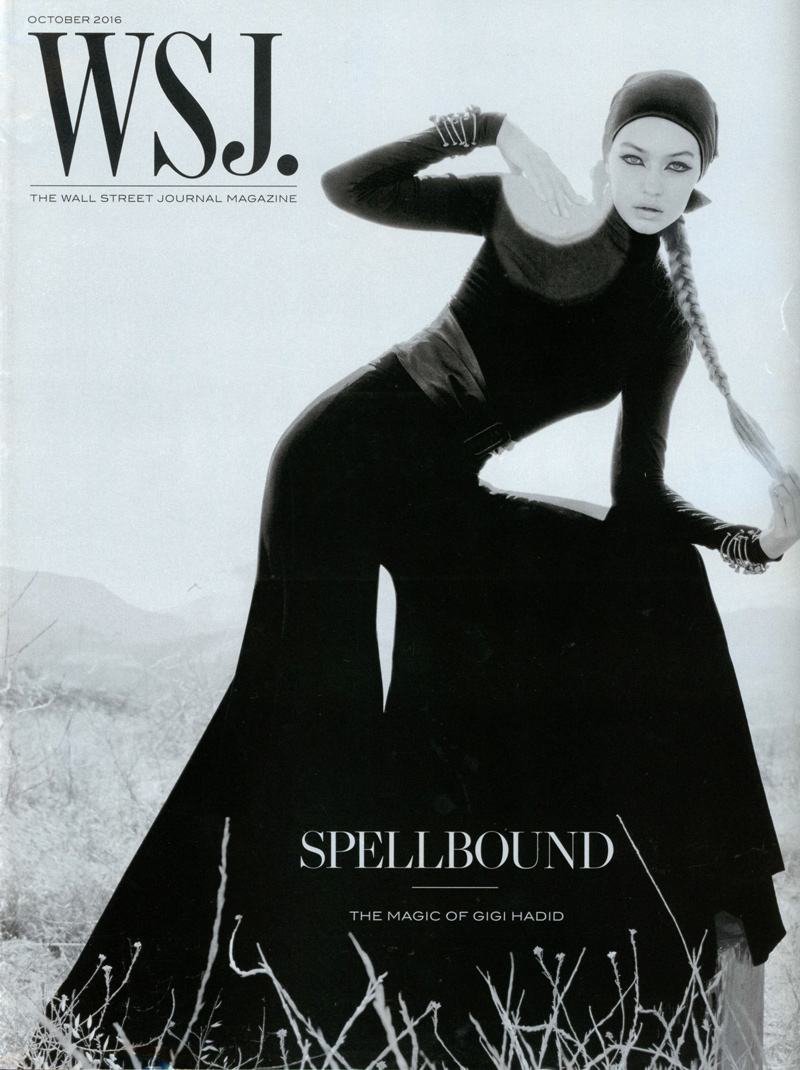 OCTOBER 2016
WSJ.
THE WALL STREET JOURNAL MAGAZINE
SPELLBOUND
THE MAGIC OF GIGI HADID